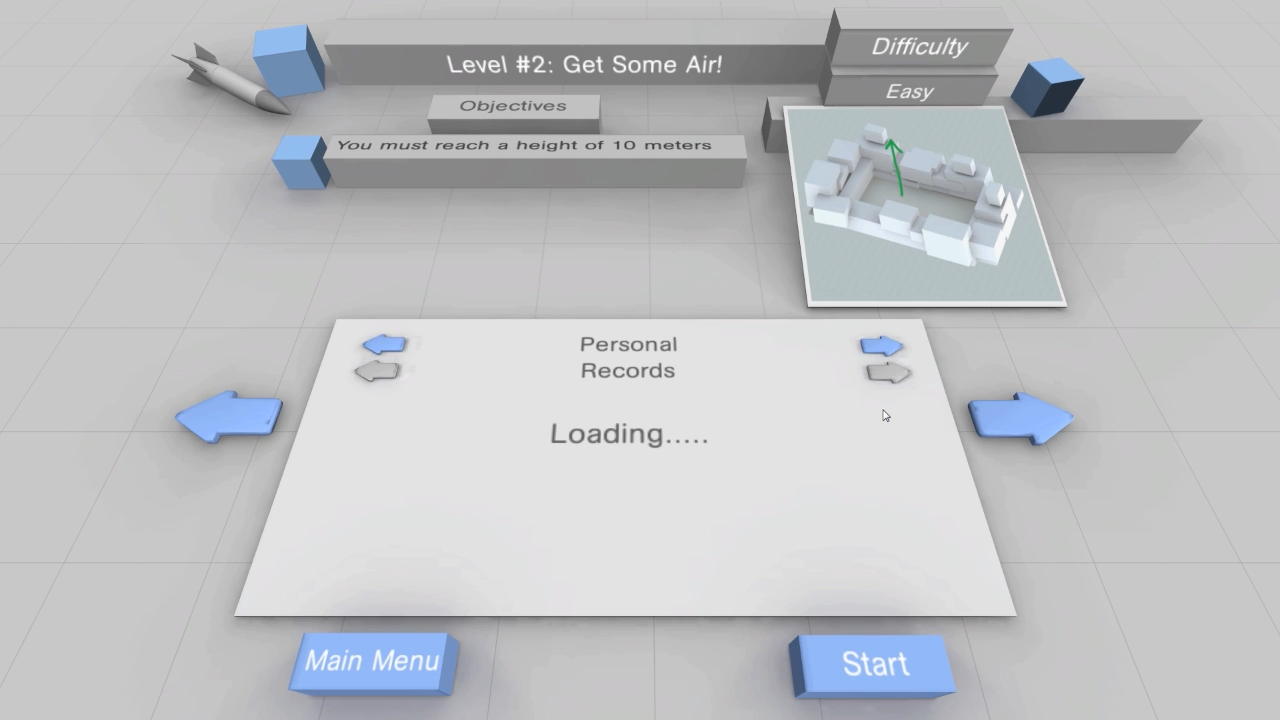 Level #2: Get Some Air!
Difficulty
Easy
Objectives
You must reach a height of 10 meters
Personal
Records
Loading.....
Main Menu
Start